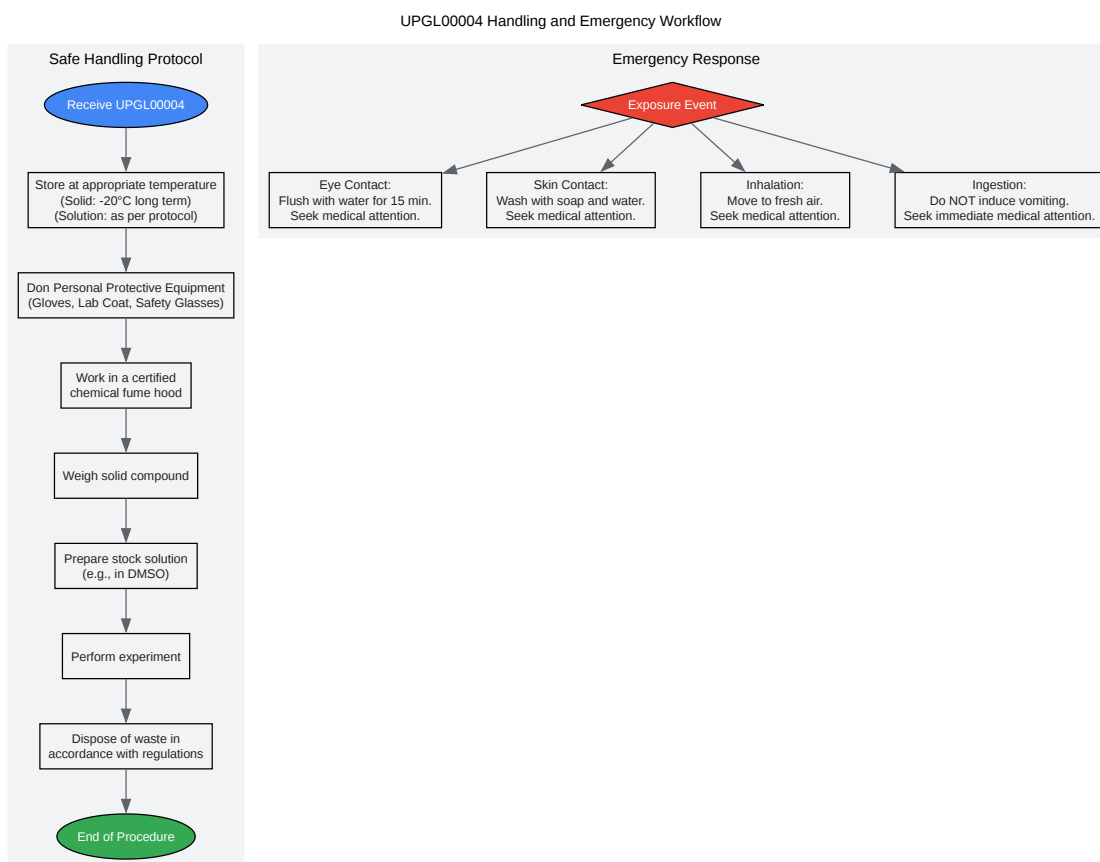 UPGL00004 Handling and Emergency Workflow
Safe Handling Protocol
Receive UPGL00004
Store at appropriate temperature
(Solid: -20°C long term)
(Solution: as per protocol)
Don Personal Protective Equipment
(Gloves, Lab Coat, Safety Glasses)
Work in a certified
chemical fume hood
Weigh solid compound
Prepare stock solution
(e.g., in DMSO)
Perform experiment
Dispose of waste in
accordance with regulations
End of Procedure
Emergency Response
Exposure Event
Eye Contact:
Flush with water for 15 min.
Seek medical attention.
Skin Contact:
Wash with soap and water.
Seek medical attention.
Inhalation:
Move to fresh air.
Seek medical attention.
Ingestion:
Do NOT induce vomiting.
Seek immediate medical attention.